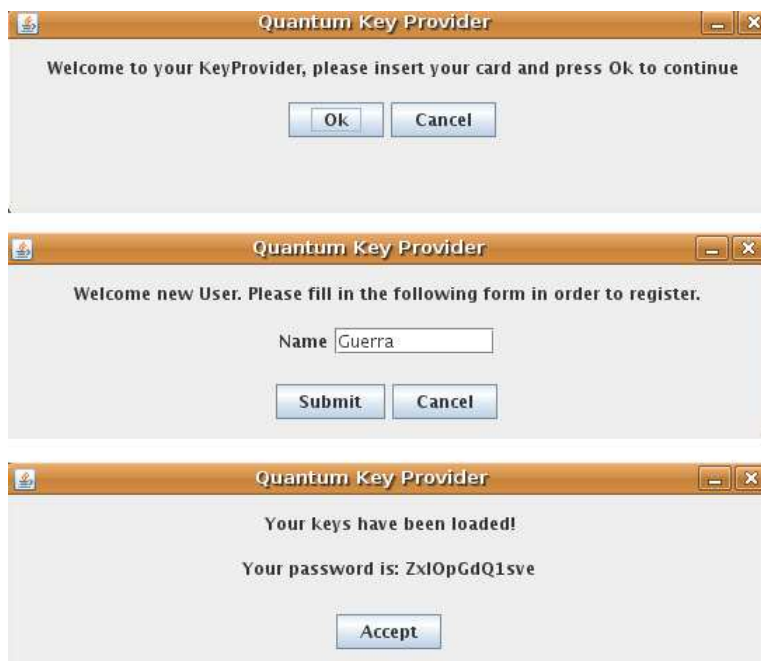 Quantum Key Provider
Welcome to your KeyProvider, please insert your card and press Ok to continue
Ok Cancel
Quantum Key Provider
Welcome new User. Please fill in the following form in order to register.
Name Guerra
Submit Cancel
Quantum Key Provider
Your keys have been loaded!
Your password is: ZxIOpGdQ1sve
Accept